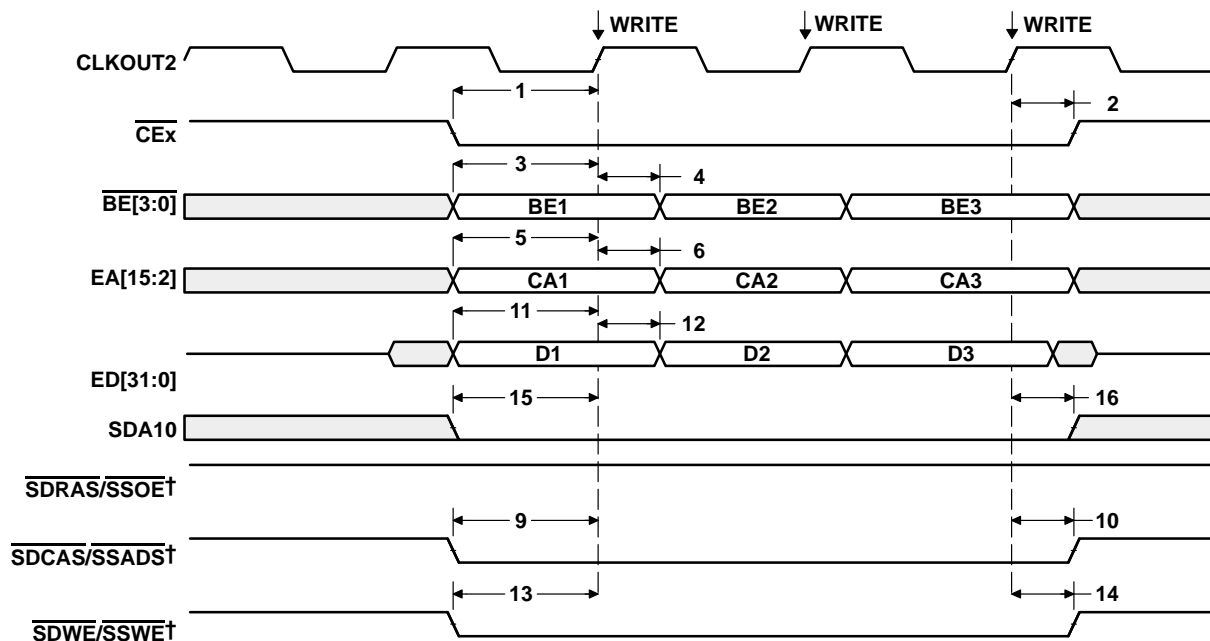 WRITE WRITE WRITE
CLKOUT2
1 2
CEx
3 4
BE[3:0] BE1 BE2 BE3
5 6
EA[15:2] CA1 CA2 CA3
11 12
D1 D2 D3
ED[31:0]
15 16
SDA10
SDRAS/SSOE†
9 10
SDCAS/SSADS†
13 14
SDWE/SSWE†